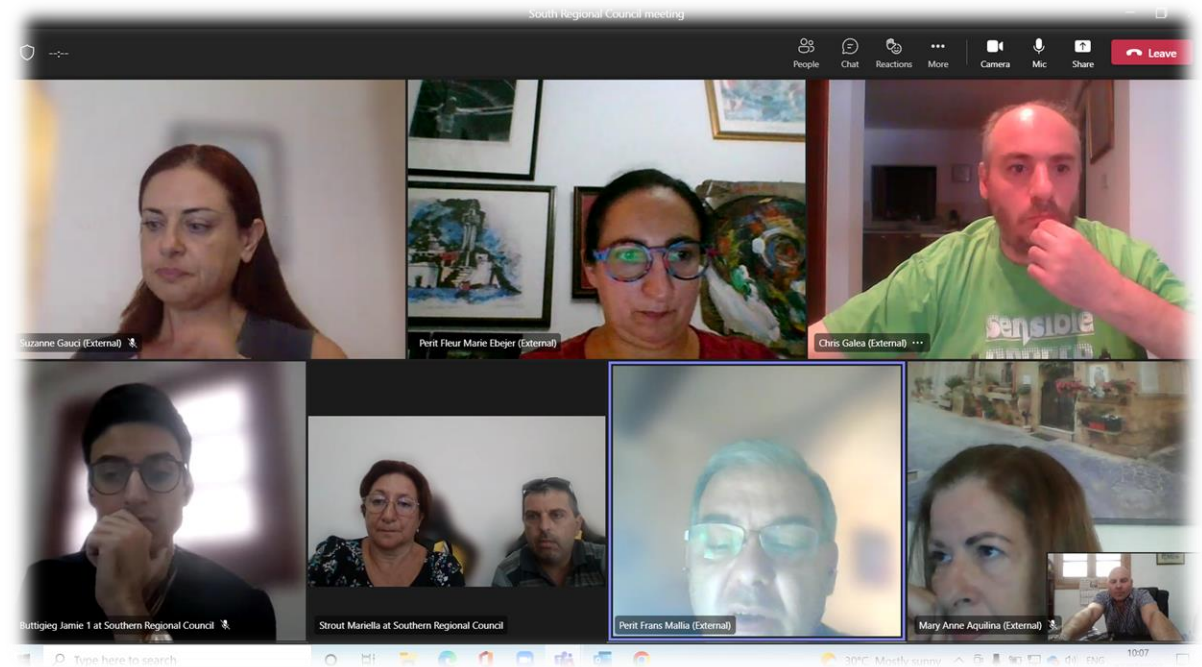 South Regional Council meeting
--:--
People
Chat
Reactions
More
Camera
Mic
Share
Leave
Suzanne Gauci (External)
Perit Fleur Marie Ebejer (External)
Sensible
Chris Galea (External) ...
Buttigieg Jamie 1 at Southern Regional Council
Strout Mariella at Southern Regional Council
Perit Frans Mallia (External)
Mary Anne Aquilina (External)
Type here to search
30°C Mostly sunny
ENG
10:07